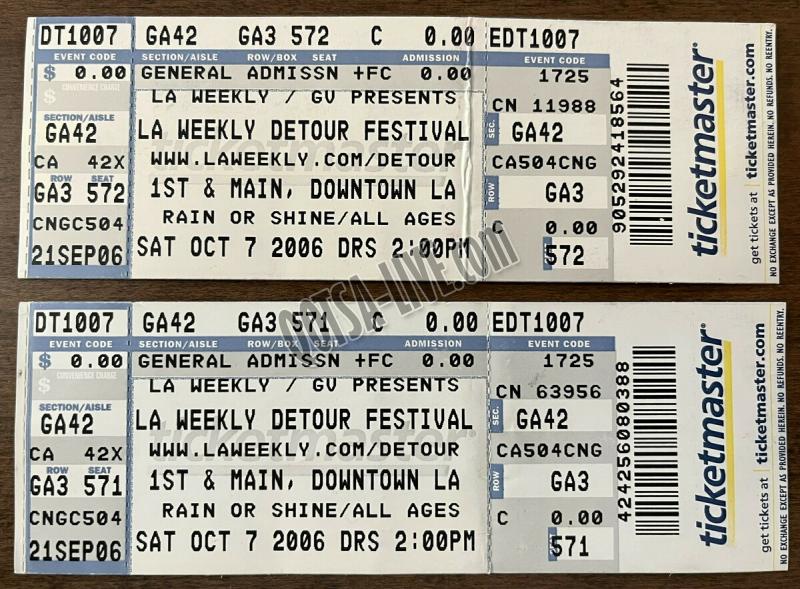 DT1007 GA42 GA3 572 C 0.00 EDT1007
EVENT CODE SECTION/AISLE ROW/BOX SEAT ADMISSION EVENT CODE
$ 0.00 GENERAL ADMISSN +FC 0.00 1725
$ CONVENIENCE CHARGE LA WEEKLY / GV PRESENTS CN 11988
SECTION/AISLE
GA42 LA WEEKLY DETOUR FESTIVAL SEC. GA42
CA 42X WWW.LAWEEKLY.COM/DETOUR CA504CNG
ROW SEAT
GA3 572 1ST & MAIN, DOWNTOWN LA ROW GA3
CNGC504 RAIN OR SHINE/ALL AGES C 0.00
21SEP06 SAT OCT 7 2006 DRS 2:00PM 572
905292418564
ticketmaster®
get tickets at ticketmaster.com
NO EXCHANGE EXCEPT AS PROVIDED HEREIN. NO REFUNDS. NO REENTRY.
QOTSA-LIVE.com
DT1007 GA42 GA3 571 C 0.00 EDT1007
EVENT CODE SECTION/AISLE ROW/BOX SEAT ADMISSION EVENT CODE
$ 0.00 GENERAL ADMISSN +FC 0.00 1725
$ CONVENIENCE CHARGE LA WEEKLY / GV PRESENTS CN 63956
SECTION/AISLE
GA42 LA WEEKLY DETOUR FESTIVAL SEC. GA42
ticketmaster
CA 42X WWW.LAWEEKLY.COM/DETOUR CA504CNG
ROW SEAT
GA3 571 1ST & MAIN, DOWNTOWN LA ROW GA3
CNGC504 RAIN OR SHINE/ALL AGES C 0.00
21SEP06 SAT OCT 7 2006 DRS 2:00PM 571
424256080388
ticketmaster®
get tickets at ticketmaster.com
NO EXCHANGE EXCEPT AS PROVIDED HEREIN. NO REFUNDS. NO REENTRY.